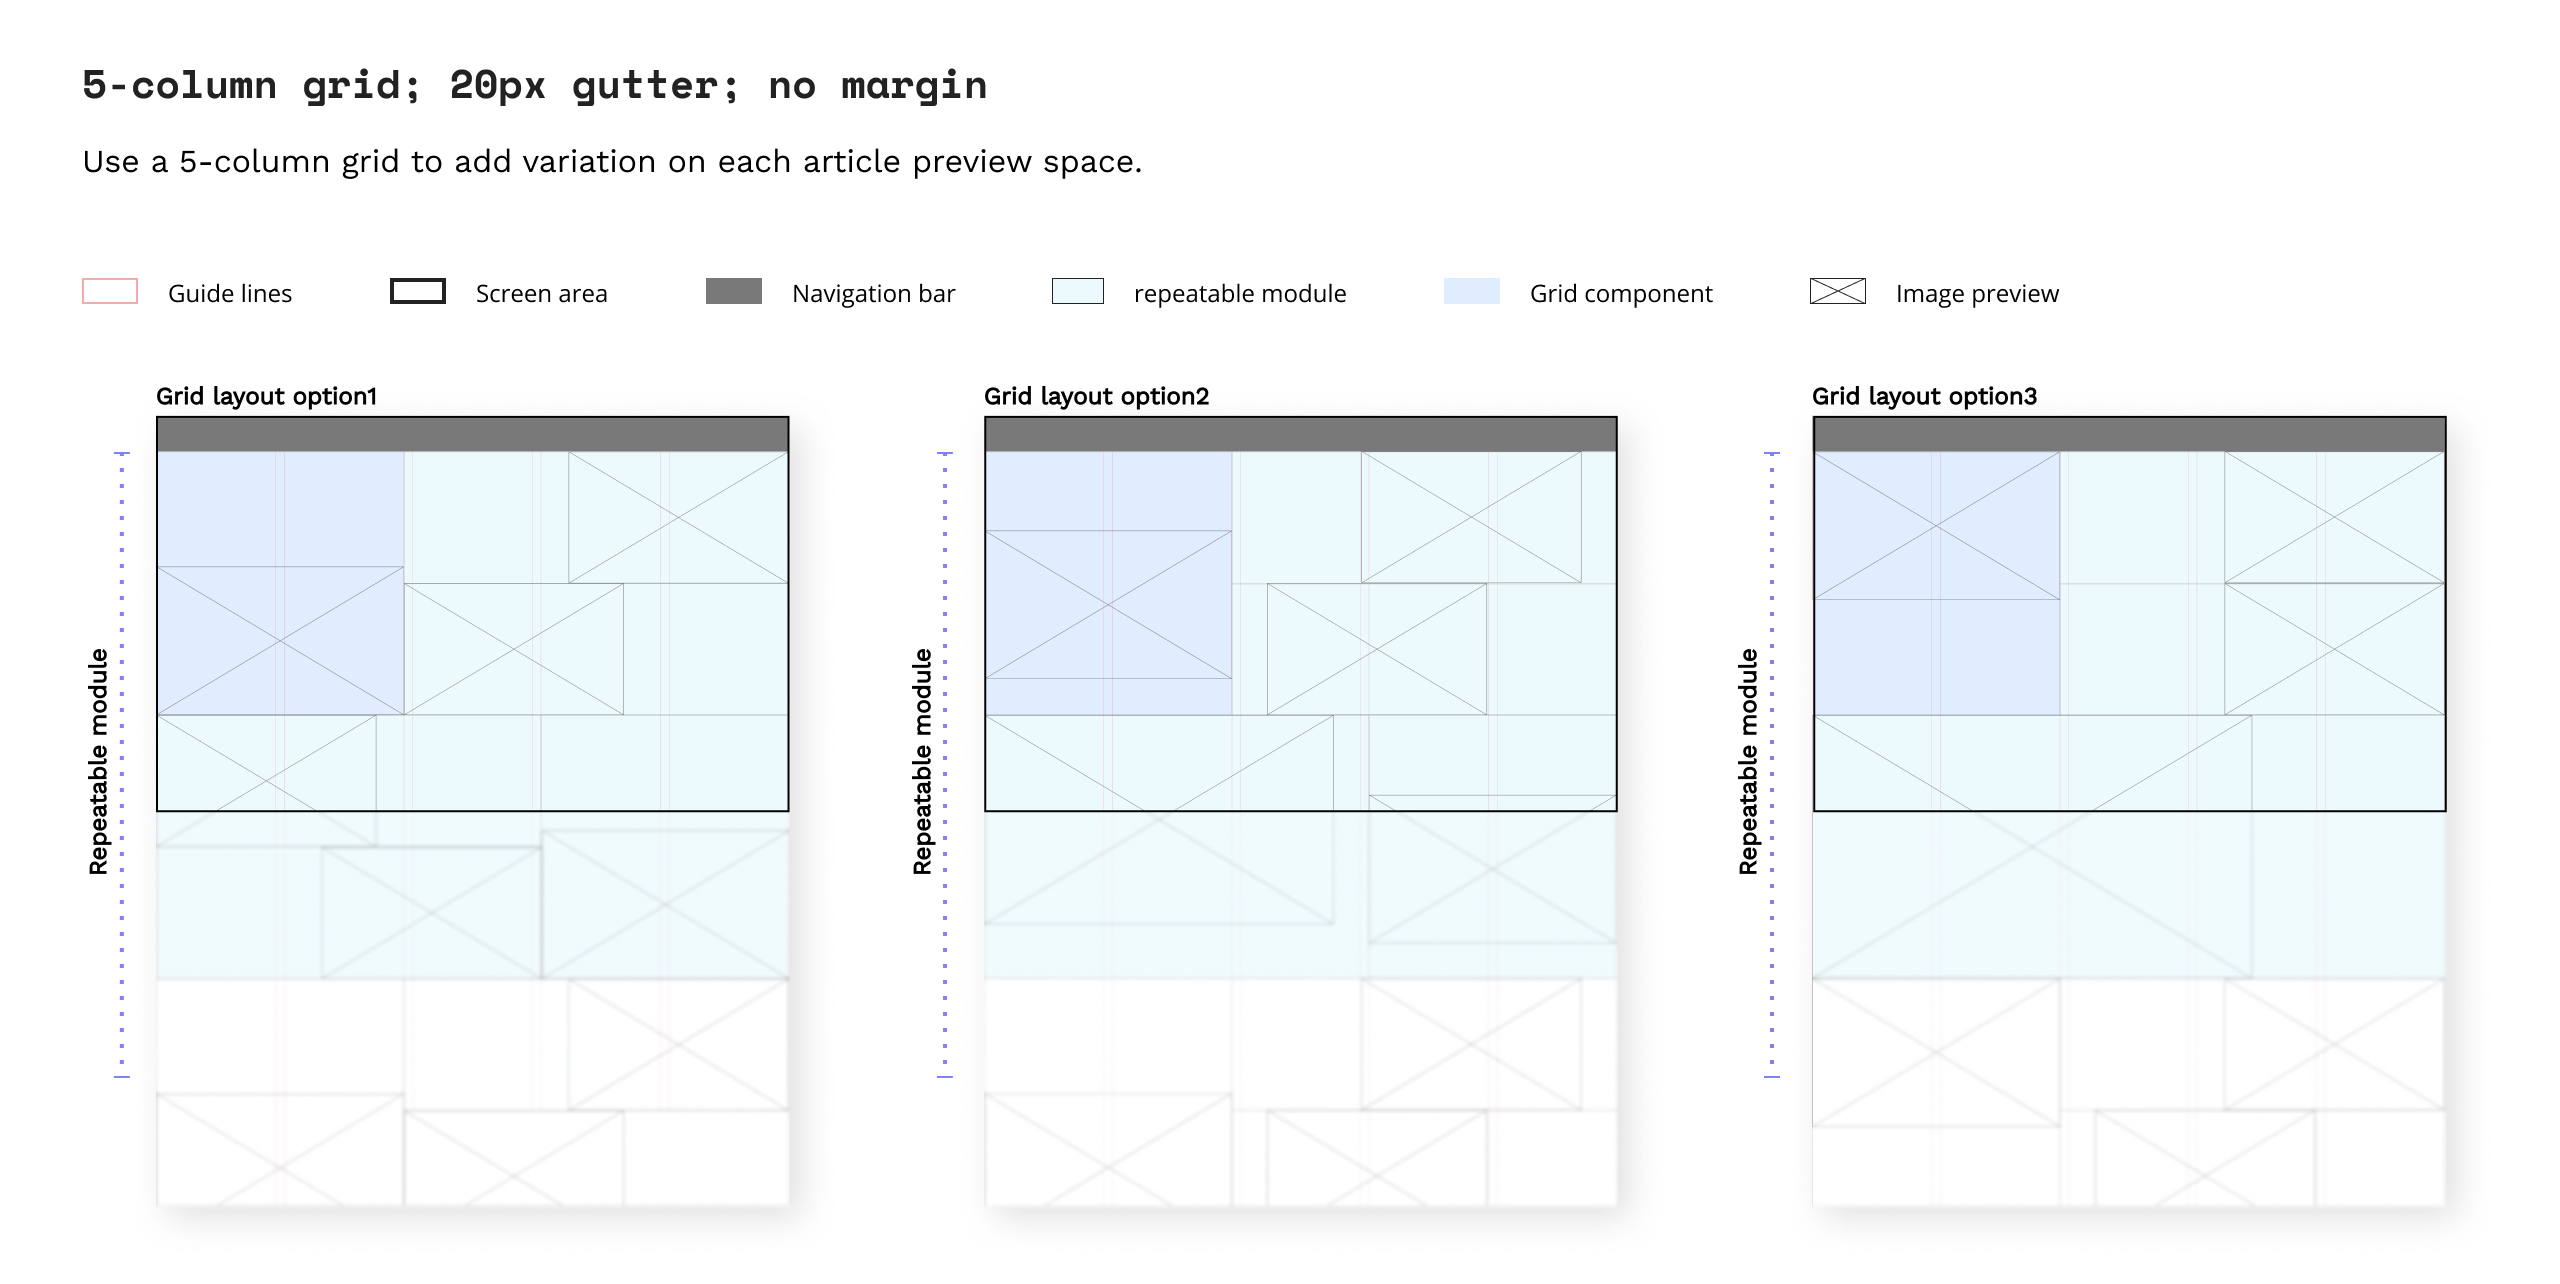 5-column grid; 20px gutter; no margin
Use a 5-column grid to add variation on each article preview space.
Guide lines
Screen area
Navigation bar
repeatable module
Grid component
Image preview
Grid layout option1
Grid layout option2
Grid layout option3
Repeatable module
Repeatable module
Repeatable module